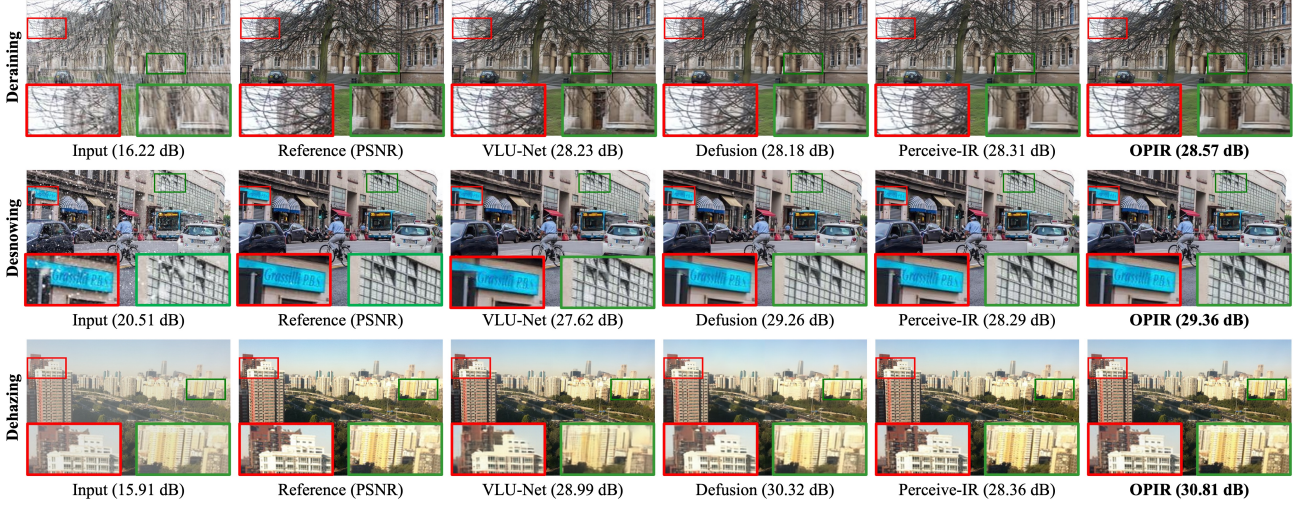 Deraining
Input (16.22 dB) Reference (PSNR) VLU-Net (28.23 dB) Defusion (28.18 dB) Perceive-IR (28.31 dB) OPIR (28.57 dB)
Desnowing
Input (20.51 dB) Reference (PSNR) VLU-Net (27.62 dB) Defusion (29.26 dB) Perceive-IR (28.29 dB) OPIR (29.36 dB)
Dehazing
Input (15.91 dB) Reference (PSNR) VLU-Net (28.99 dB) Defusion (30.32 dB) Perceive-IR (28.36 dB) OPIR (30.81 dB)